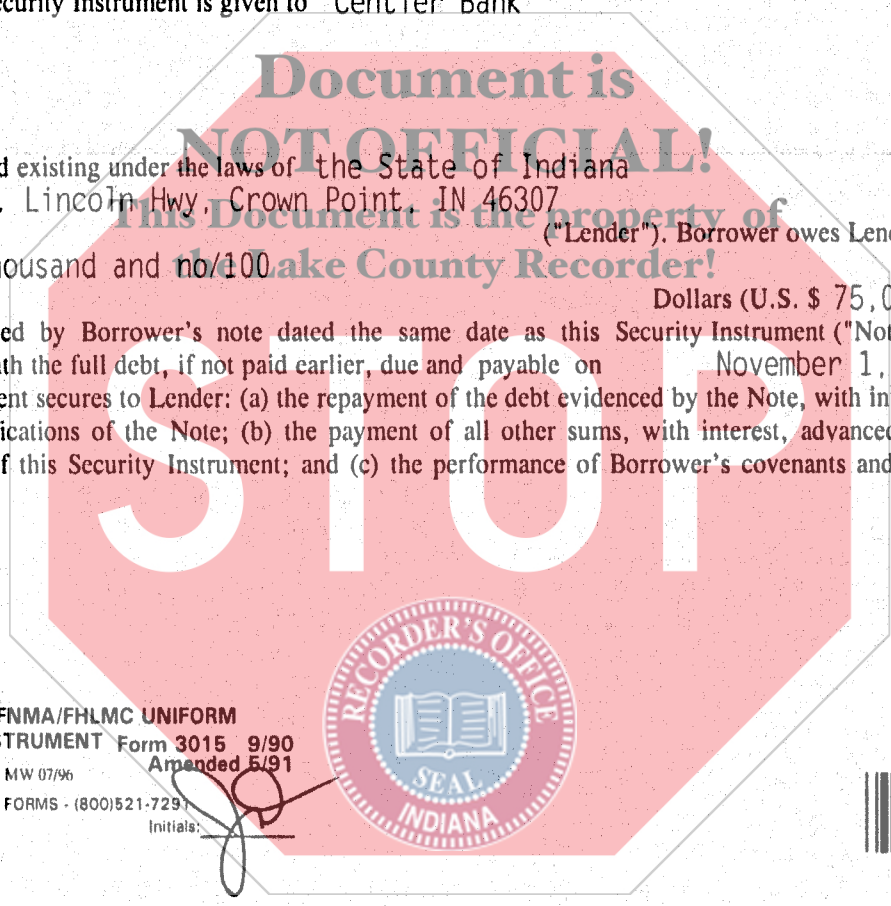 ecurity Instrument is given to Centier Bank
Document is
NOT OFFICIAL!
d existing under the laws of the State of Indiana
. Lincoln Hwy, Crown Point, IN 46307
This Document is the property of
("Lender"). Borrower owes Lend
housand and no/100
the Lake County Recorder!
Dollars (U.S. $ 75,0
ed by Borrower's note dated the same date as this Security Instrument ("Not
th the full debt, if not paid earlier, due and payable on November 1,
ent secures to Lender: (a) the repayment of the debt evidenced by the Note, with in
ications of the Note; (b) the payment of all other sums, with interest, advanced
f this Security Instrument; and (c) the performance of Borrower's covenants and
STOP
RECORDER'S OFFICE
SEAL
INDIANA
FNMA/FHLMC UNIFORM
TRUMENT Form 3015 9/90
Amended 5/91
MW 07/96
FORMS - (800)521-7291
Initials: